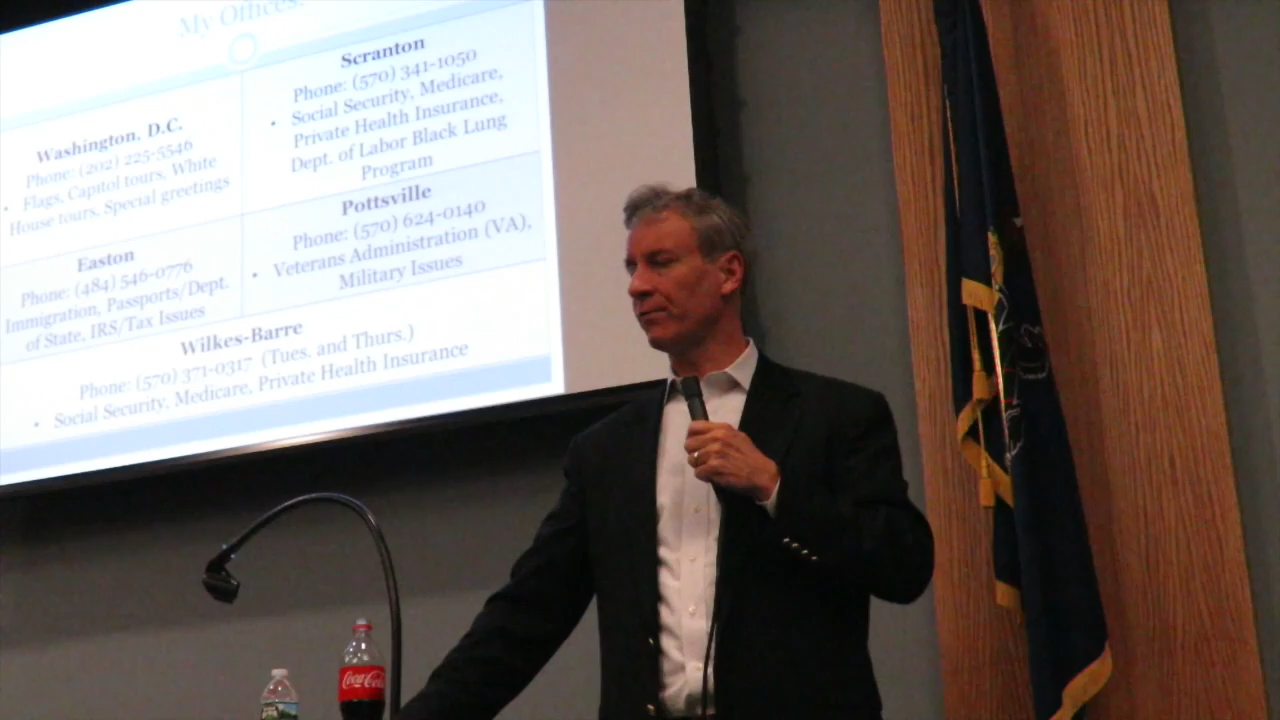 My Offices:
Washington, D.C.
Phone: (202) 225-5546
• Flags, Capitol tours, White
House tours, Special greetings
Scranton
Phone: (570) 341-1050
• Social Security, Medicare,
Private Health Insurance,
Dept. of Labor Black Lung
Program
Easton
Phone: (484) 546-0776
Immigration, Passports/Dept.
of State, IRS/Tax Issues
Pottsville
Phone: (570) 624-0140
• Veterans Administration (VA),
Military Issues
Wilkes-Barre
Phone: (570) 371-0317 (Tues. and Thurs.)
• Social Security, Medicare, Private Health Insurance
Coca-Cola